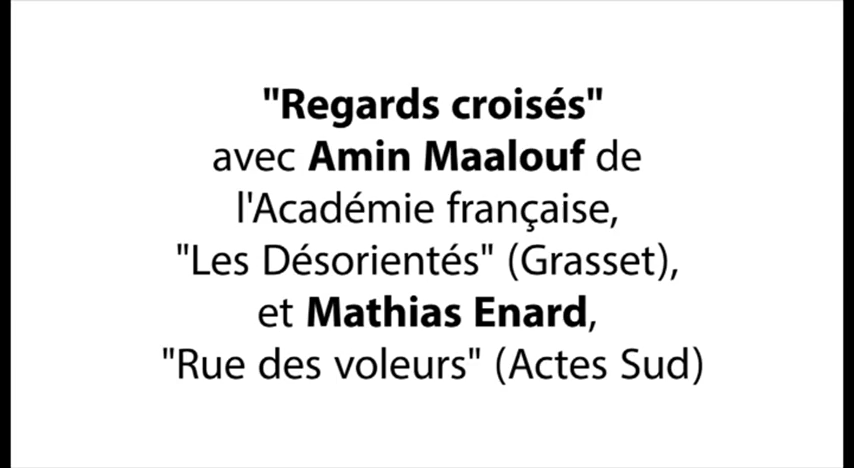 "Regards croisés"
avec Amin Maalouf de
l'Académie française,
"Les Désorientés" (Grasset),
et Mathias Enard,
"Rue des voleurs" (Actes Sud)